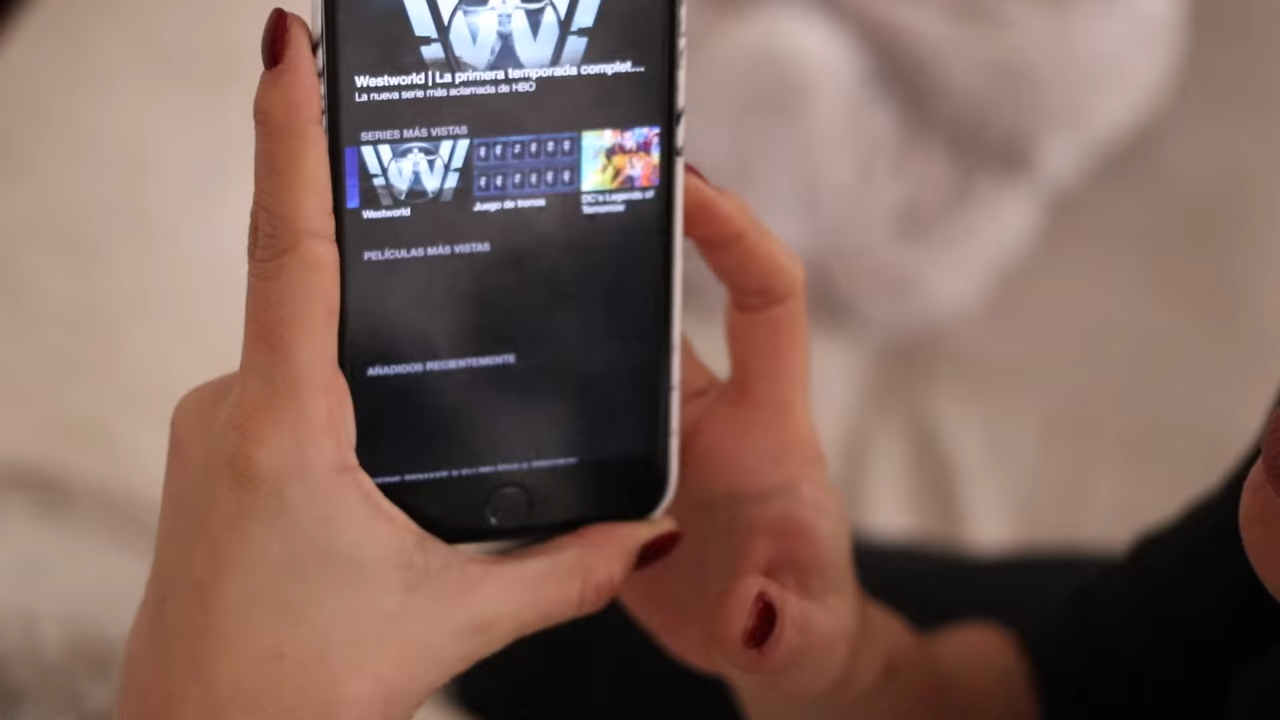 Westworld | La primera temporada complet...
La nueva serie más aclamada de HBO
SERIES MÁS VISTAS
Westworld
Juego de tronos
DC's Legends of
Tomorrow
PELÍCULAS MÁS VISTAS
AÑADIDOS RECIENTEMENTE